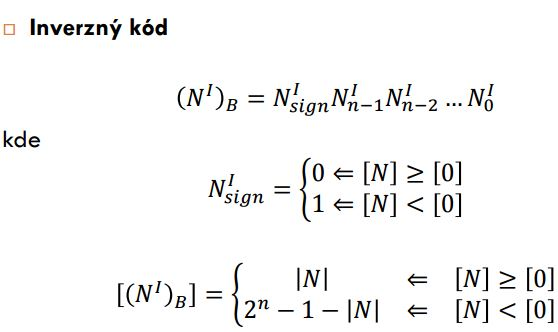 Inverzný kód
(N^I)_B = N^I_sign N^I_{n−1} N^I_{n−2} … N^I_0
kde
N^I_sign = { 0 ⇐ [N] ≥ [0]
1 ⇐ [N] < [0]
[(N^I)_B] = { |N| ⇐ [N] ≥ [0]
2^n − 1 − |N| ⇐ [N] < [0]